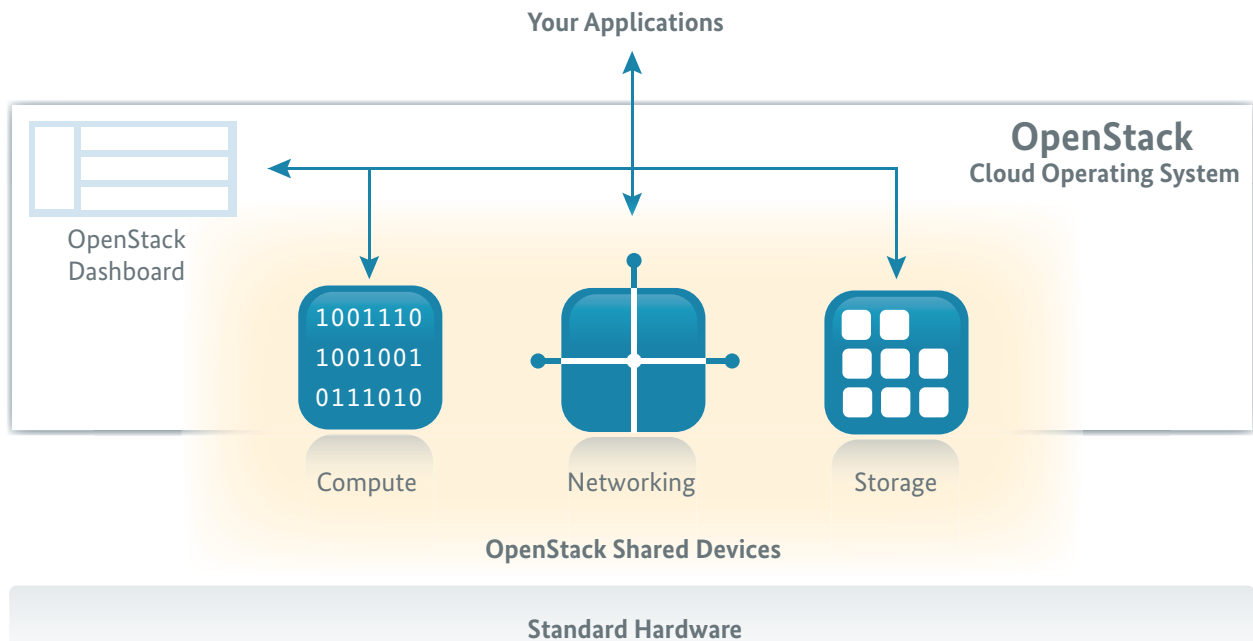 Your Applications
OpenStack
Cloud Operating System
OpenStack
Dashboard
1001110
1001001
0111010
Compute
Networking
Storage
OpenStack Shared Devices
Standard Hardware